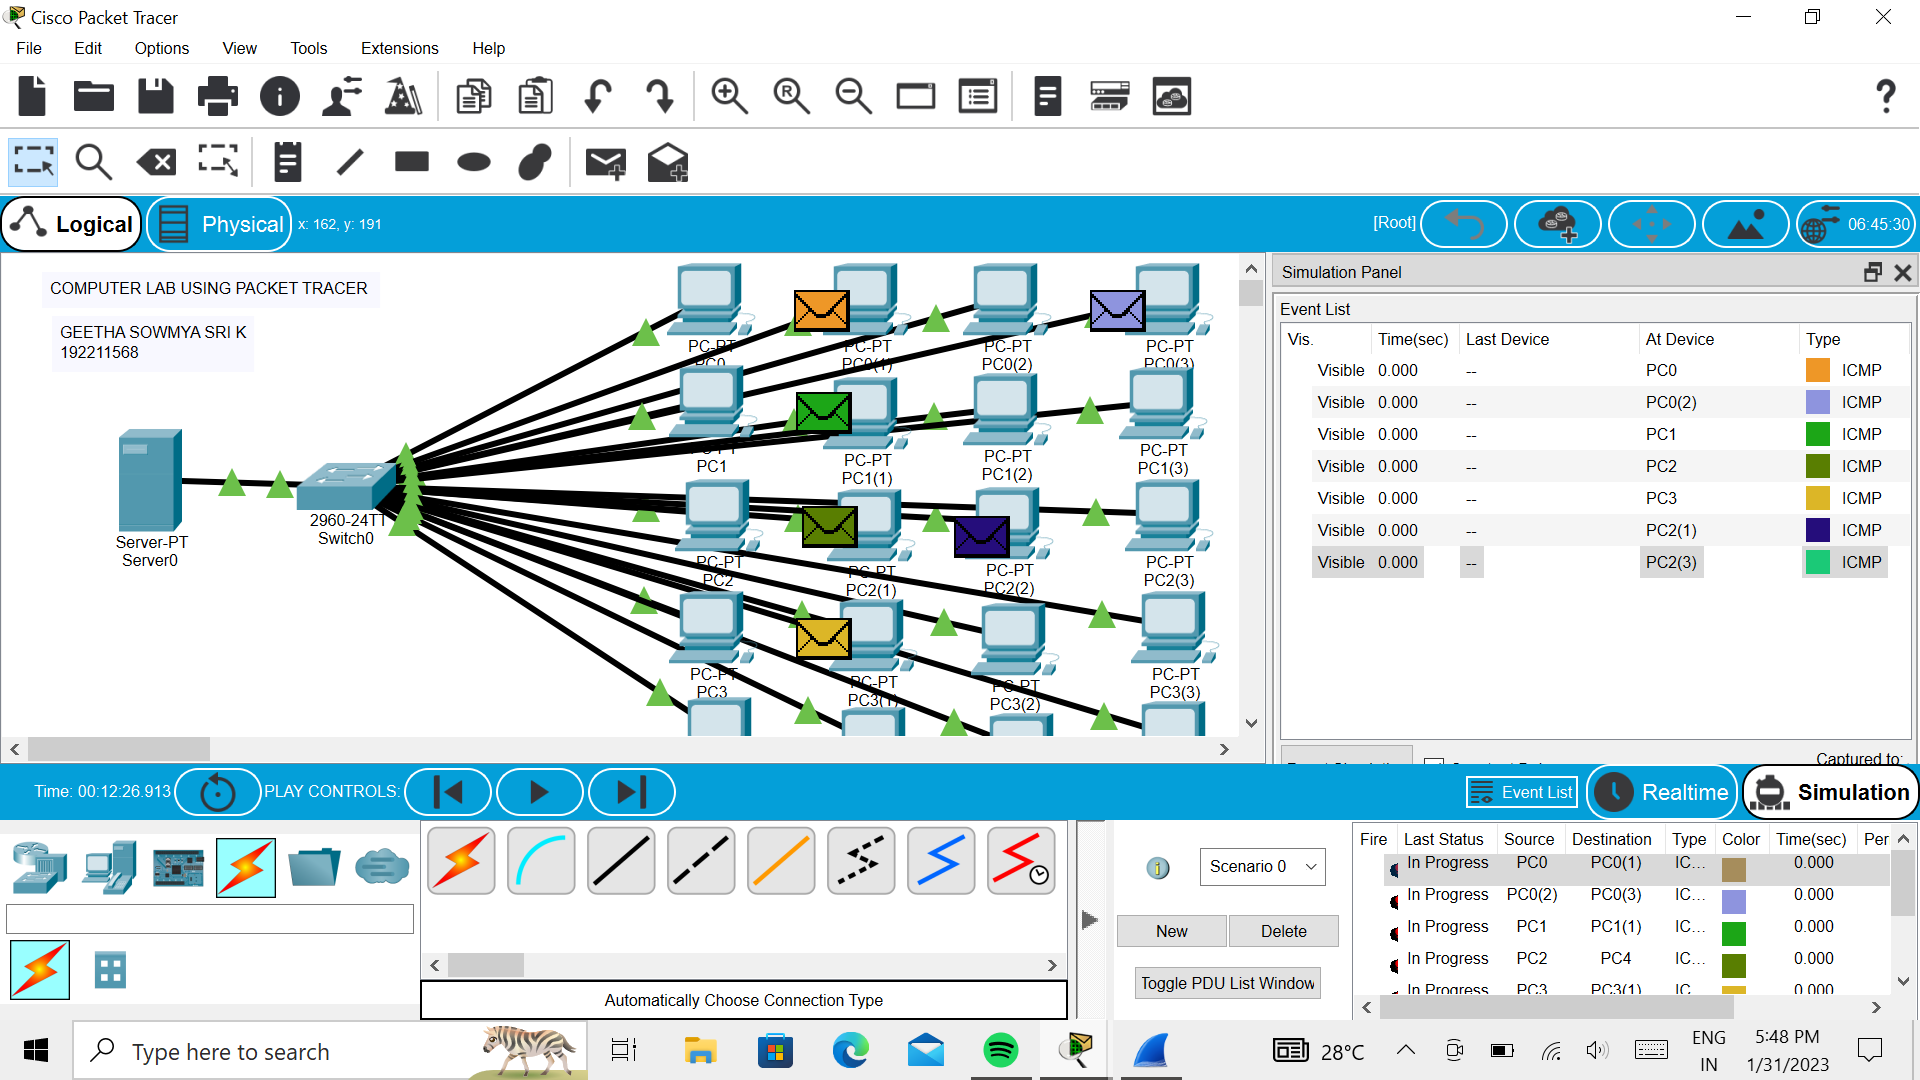 Cisco Packet Tracer
File Edit Options View Tools Extensions Help
Logical Physical x: 162, y: 191 [Root] 06:45:30
COMPUTER LAB USING PACKET TRACER
GEETHA SOWMYA SRI K
192211568
Server-PT
Server0
2960-24TT
Switch0
PC-PT PC-PT PC-PT PC-PT
PC0 PC0(1) PC0(2) PC0(3)
PC-PT PC-PT PC-PT PC-PT
PC1 PC1(1) PC1(2) PC1(3)
PC-PT PC-PT PC-PT PC-PT
PC2 PC2(1) PC2(2) PC2(3)
PC-PT PC-PT PC-PT PC-PT
PC3 PC3(1) PC3(2) PC3(3)
Simulation Panel
Event List
Vis. Time(sec) Last Device At Device Type
Visible 0.000 -- PC0 ICMP
Visible 0.000 -- PC0(2) ICMP
Visible 0.000 -- PC1 ICMP
Visible 0.000 -- PC2 ICMP
Visible 0.000 -- PC3 ICMP
Visible 0.000 -- PC2(1) ICMP
Visible 0.000 -- PC2(3) ICMP
Captured to:
Time: 00:12:26.913 PLAY CONTROLS: Event List Realtime Simulation
Scenario 0
New Delete
Toggle PDU List Window
Fire Last Status Source Destination Type Color Time(sec) Per
In Progress PC0 PC0(1) IC... 0.000
In Progress PC0(2) PC0(3) IC... 0.000
In Progress PC1 PC1(1) IC... 0.000
In Progress PC2 PC4 IC... 0.000
In Progress PC3 PC3(1) IC 0.000
Automatically Choose Connection Type
Type here to search
28°C
ENG
IN
5:48 PM
1/31/2023